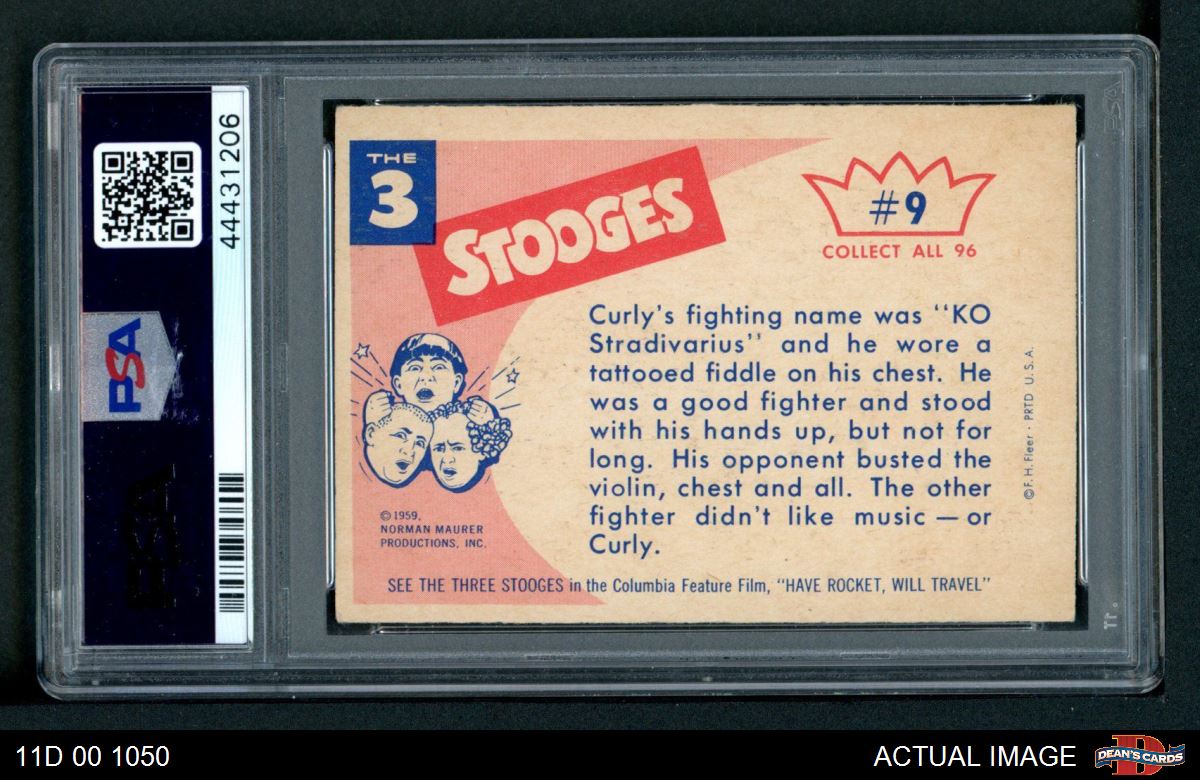 44431206
PSA
THE
3
STOOGES
#9
COLLECT ALL 96
Curly's fighting name was "KO
Stradivarius" and he wore a
tattooed fiddle on his chest. He
was a good fighter and stood
with his hands up, but not for
long. His opponent busted the
violin, chest and all. The other
fighter didn't like music — or
Curly.
© F. H. Fleer · PRTD U. S. A.
© 1959,
NORMAN MAURER
PRODUCTIONS, INC.
SEE THE THREE STOOGES in the Columbia Feature Film, "HAVE ROCKET, WILL TRAVEL"
PSA
11D 00 1050
ACTUAL IMAGE
D
DEAN'S CARDS